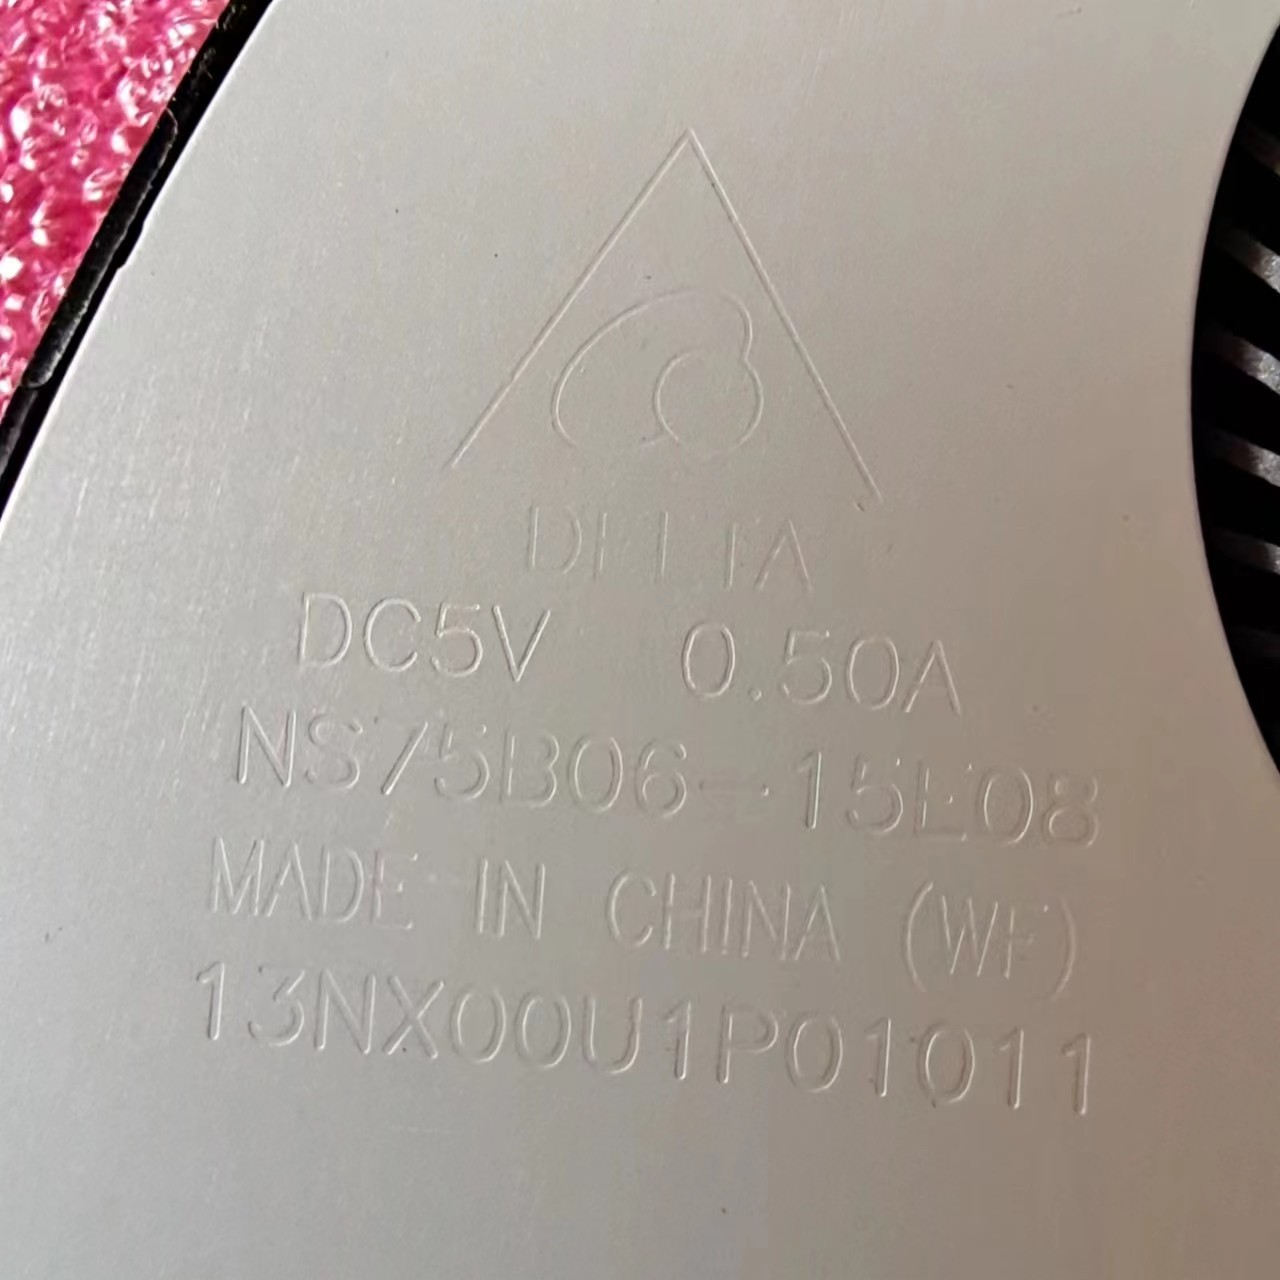 DELTA
DC5V 0.50A
NS75B06-15E08
MADE IN CHINA (WF)
13NX00U1P01011